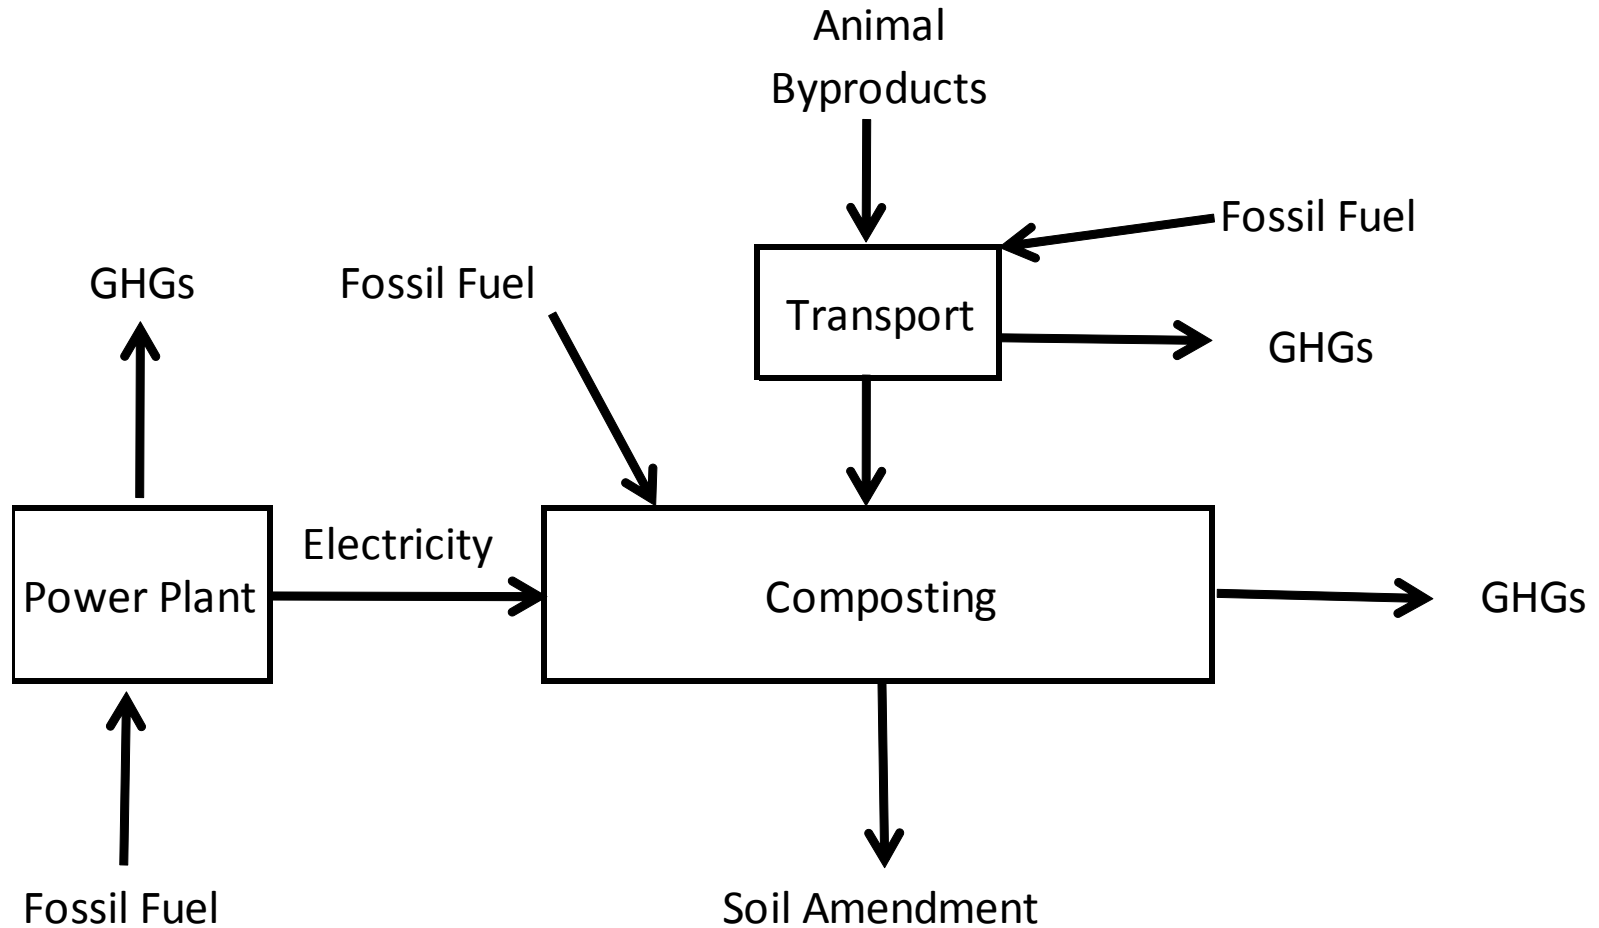 Animal
Byproducts
Fossil Fuel
GHGs
Fossil Fuel
Transport
GHGs
Electricity
Power Plant
Composting
GHGs
Fossil Fuel
Soil Amendment